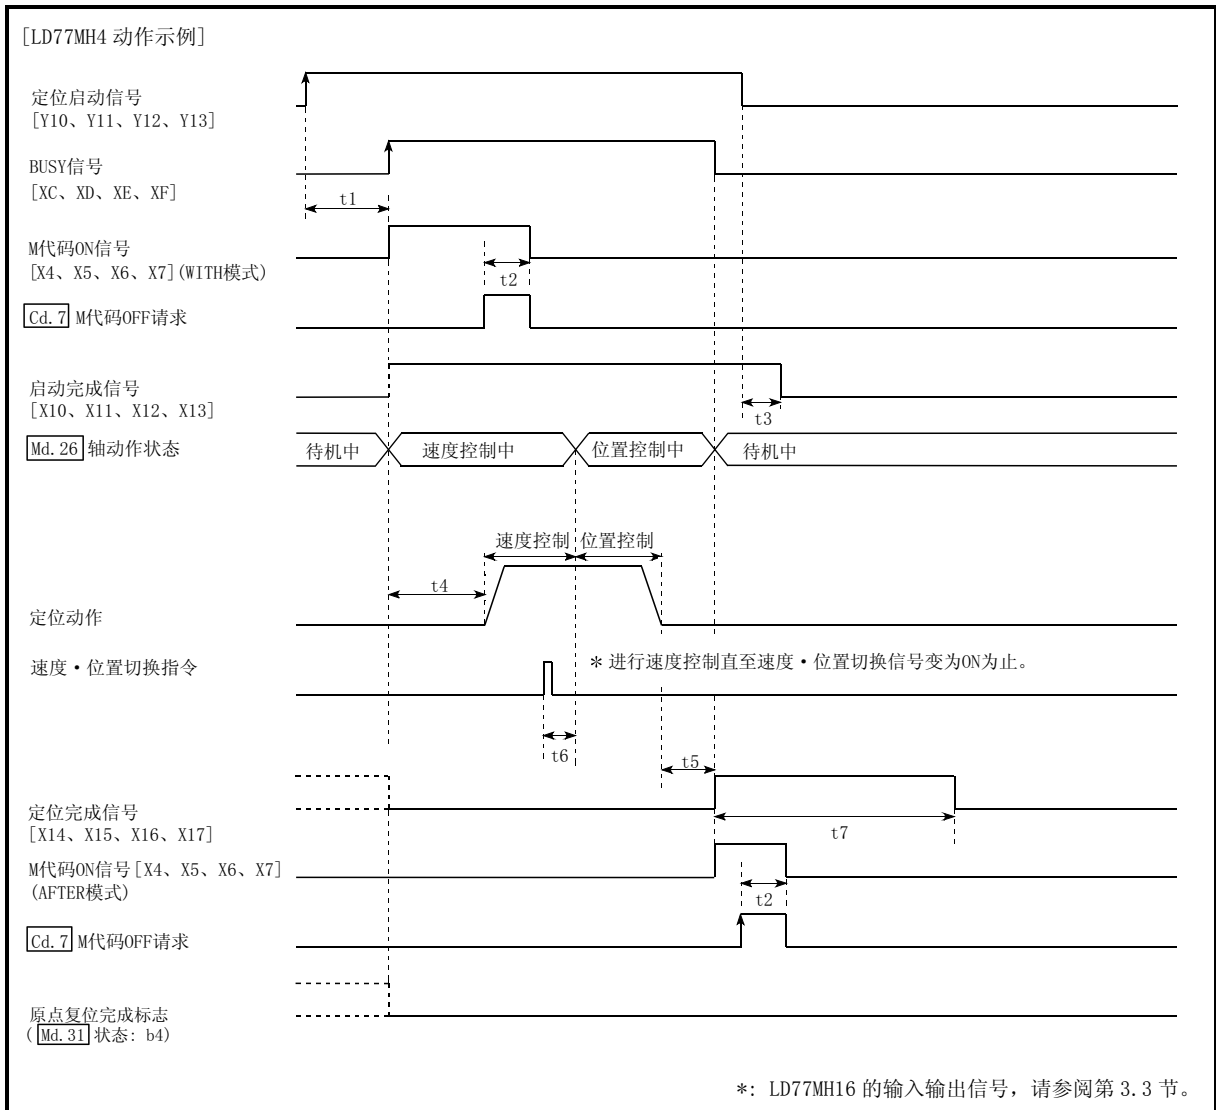 [LD77MH4 动作示例]
定位启动信号
[Y10、Y11、Y12、Y13]
BUSY信号
[XC、XD、XE、XF]
t1
M代码ON信号
[X4、X5、X6、X7](WITH模式)
t2
Cd.7 M代码OFF请求
启动完成信号
[X10、X11、X12、X13]
t3
Md.26 轴动作状态
待机中
速度控制中
位置控制中
待机中
速度控制
位置控制
t4
定位动作
速度·位置切换指令
* 进行速度控制直至速度·位置切换信号变为ON为止。
t6
t5
定位完成信号
[X14、X15、X16、X17]
t7
M代码ON信号[X4、X5、X6、X7]
(AFTER模式)
t2
Cd.7 M代码OFF请求
原点复位完成标志
( Md.31 状态: b4)
*: LD77MH16 的输入输出信号，请参阅第 3.3 节。